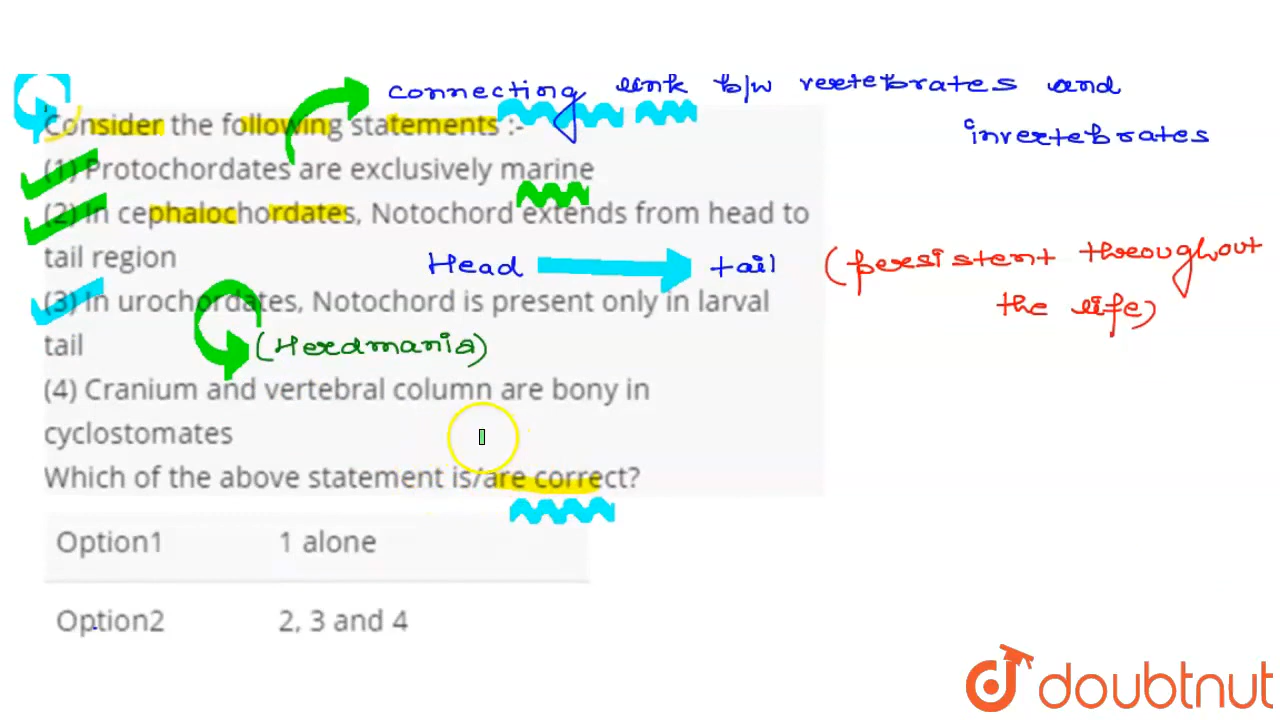 connecting link b/w vertebrates and
invertebrates
Consider the following statements :-
(1) Protochordates are exclusively marine
(2) In cephalochordates, Notochord extends from head to
tail region
Head tail (persistent throughout
the life)
(3) In urochordates, Notochord is present only in larval
tail
(Herdmania)
(4) Cranium and vertebral column are bony in
cyclostomates
Which of the above statement is/are correct?
Option1 1 alone
Option2 2, 3 and 4
doubtnut